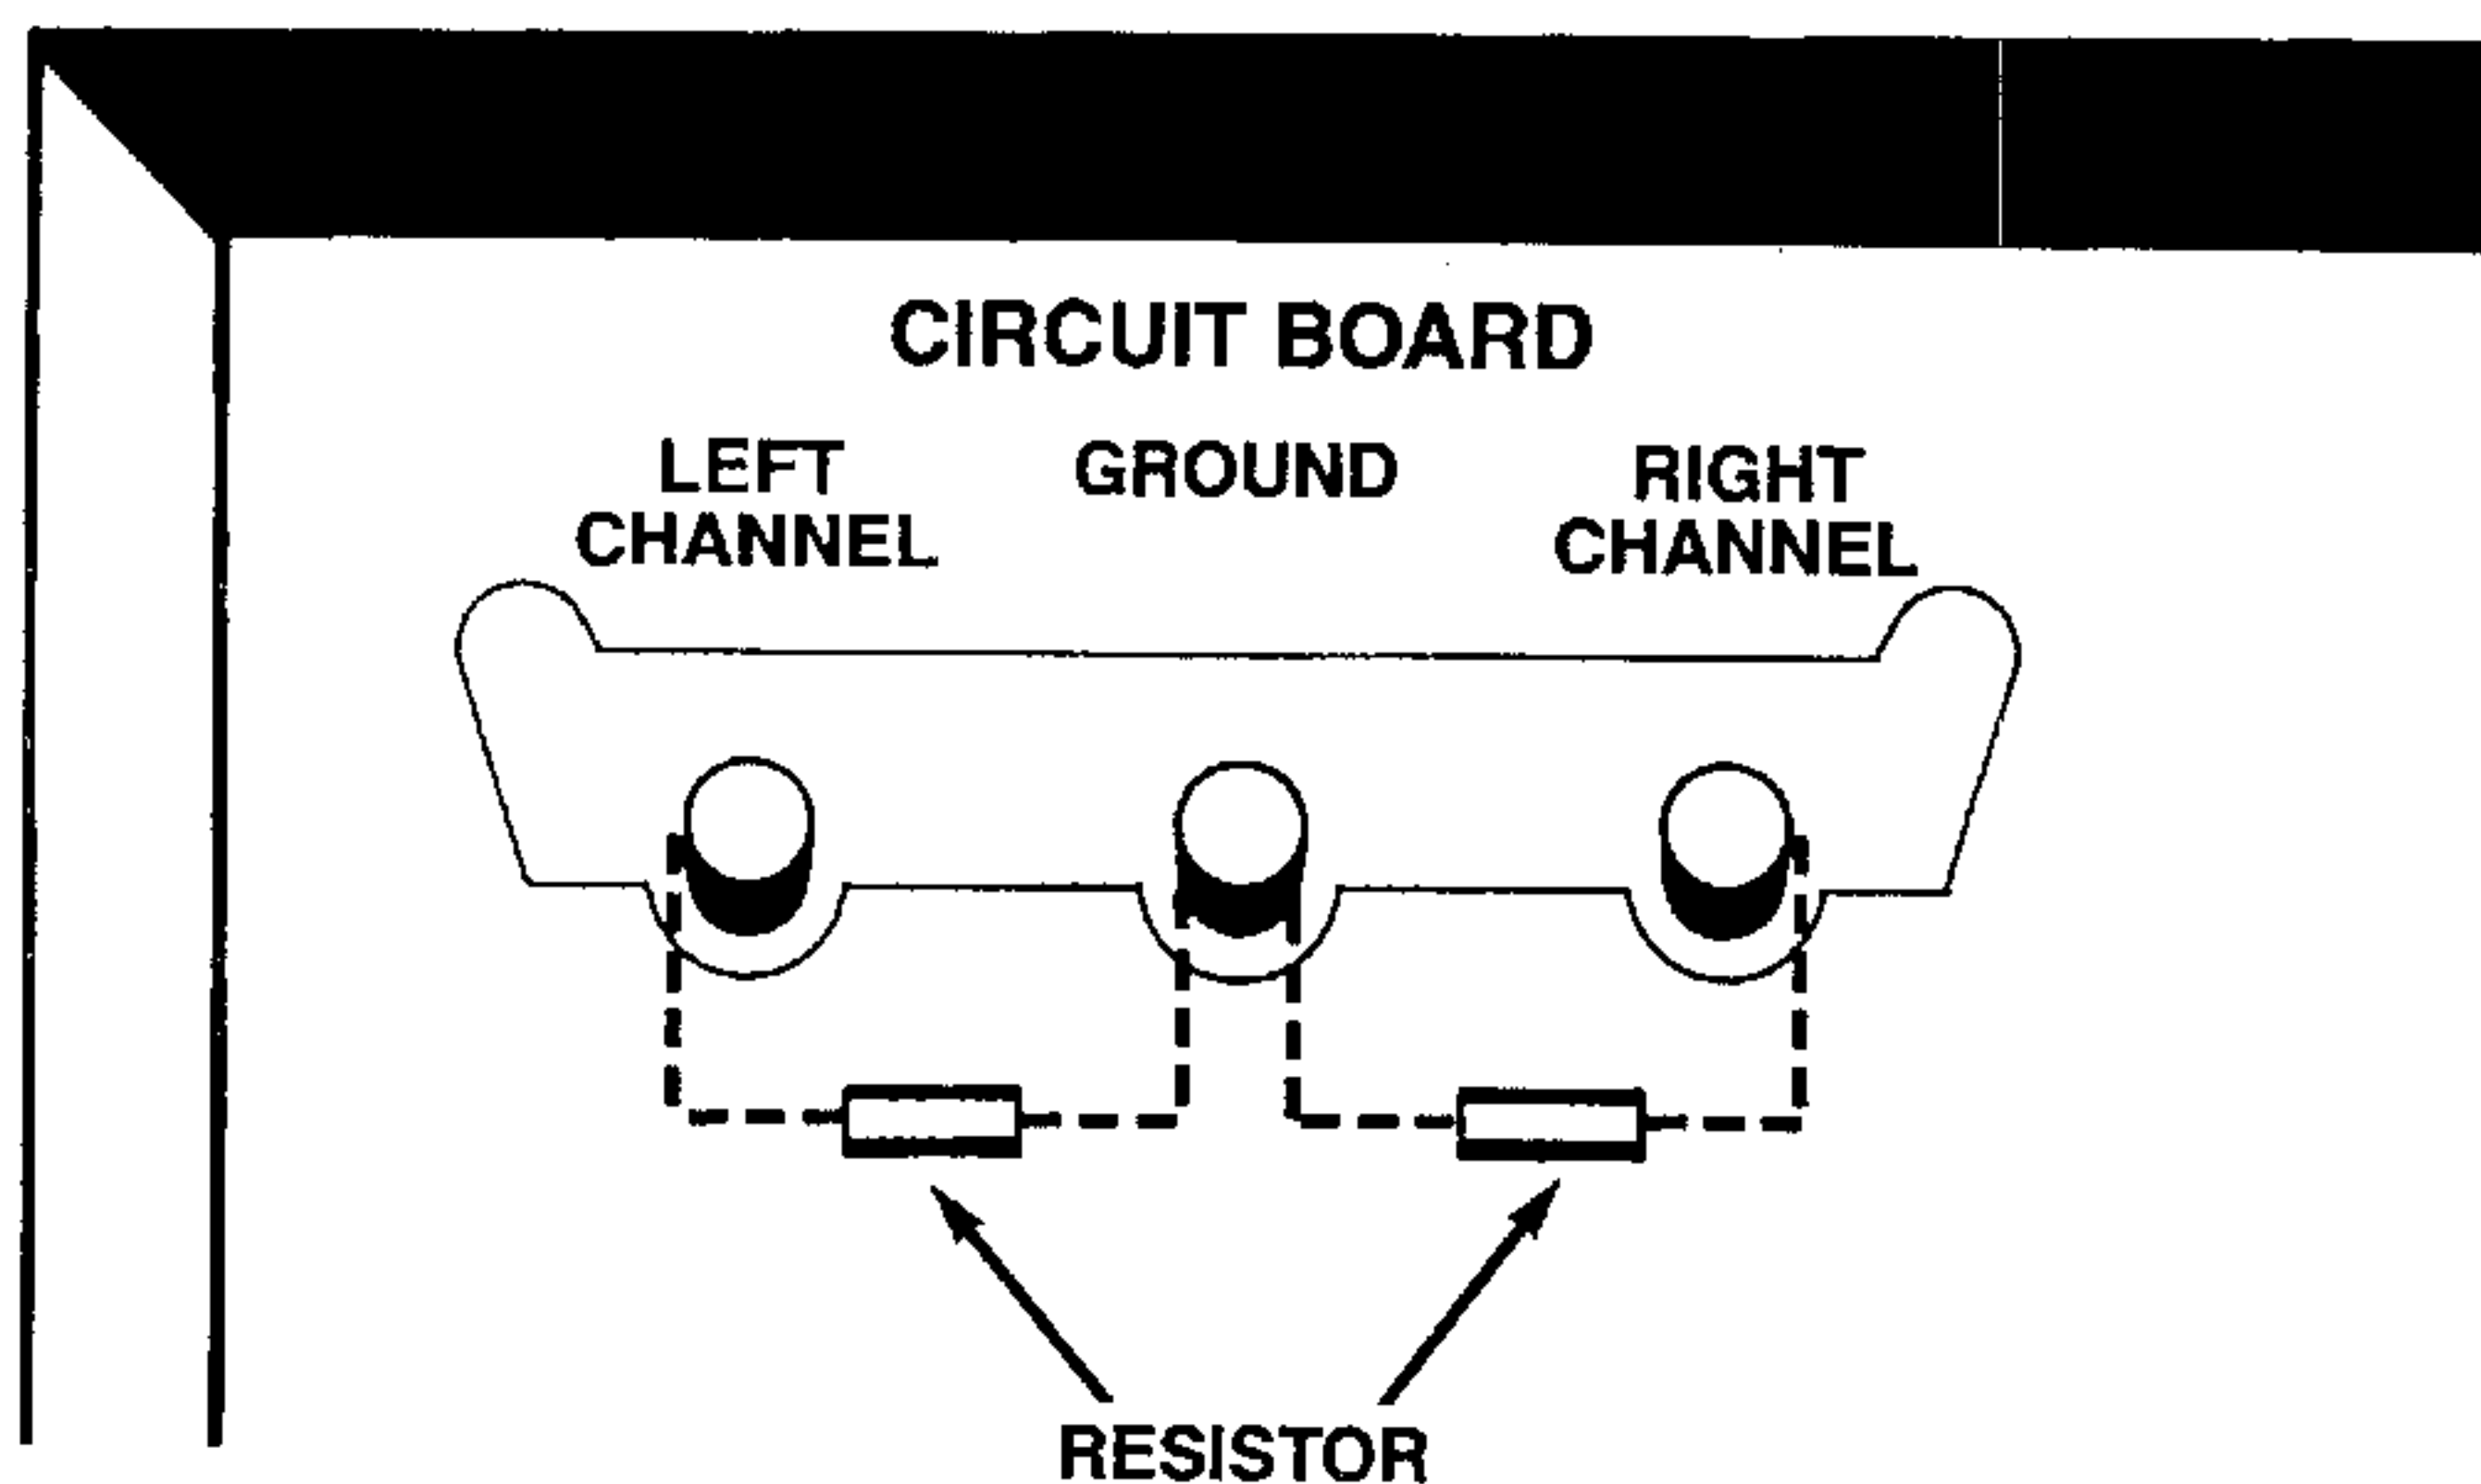 CIRCUIT BOARD
LEFT
CHANNEL
GROUND
RIGHT
CHANNEL
RESISTOR